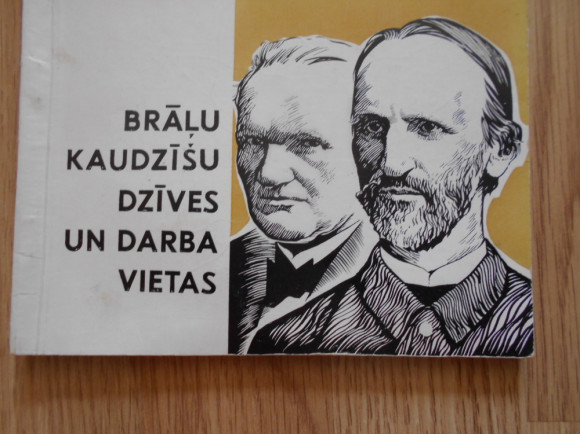 BRĀĻU
KAUDZĪŠU
DZĪVES
UN DARBA
VIETAS